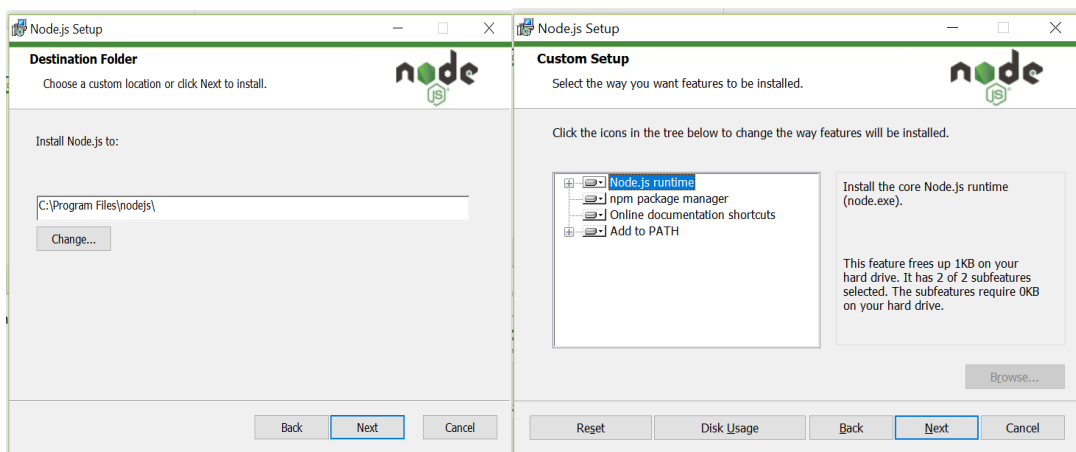 Node.js Setup
Destination Folder
Choose a custom location or click Next to install.
node
JS
Install Node.js to:
C:\Program Files\nodejs\
Change...
Back
Next
Cancel
Node.js Setup
Custom Setup
Select the way you want features to be installed.
node
JS
Click the icons in the tree below to change the way features will be installed.
Node.js runtime
npm package manager
Online documentation shortcuts
Add to PATH
Install the core Node.js runtime
(node.exe).
This feature frees up 1KB on your
hard drive. It has 2 of 2 subfeatures
selected. The subfeatures require 0KB
on your hard drive.
Browse...
Reset
Disk Usage
Back
Next
Cancel